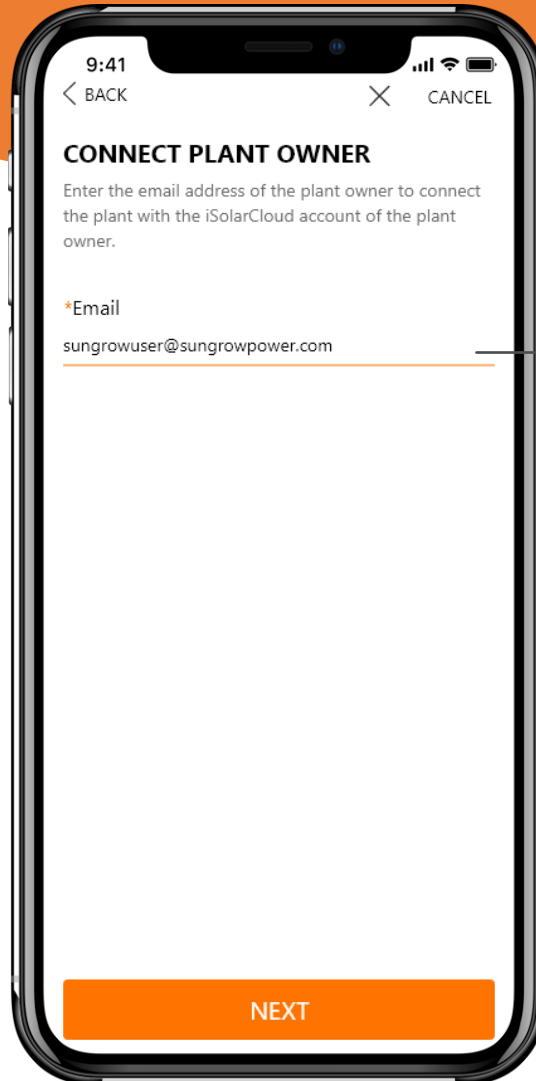 9:41
BACK
CANCEL
CONNECT PLANT OWNER
Enter the email address of the plant owner to connect
the plant with the iSolarCloud account of the plant
owner.
*Email
sungrowuser@sungrowpower.com
NEXT